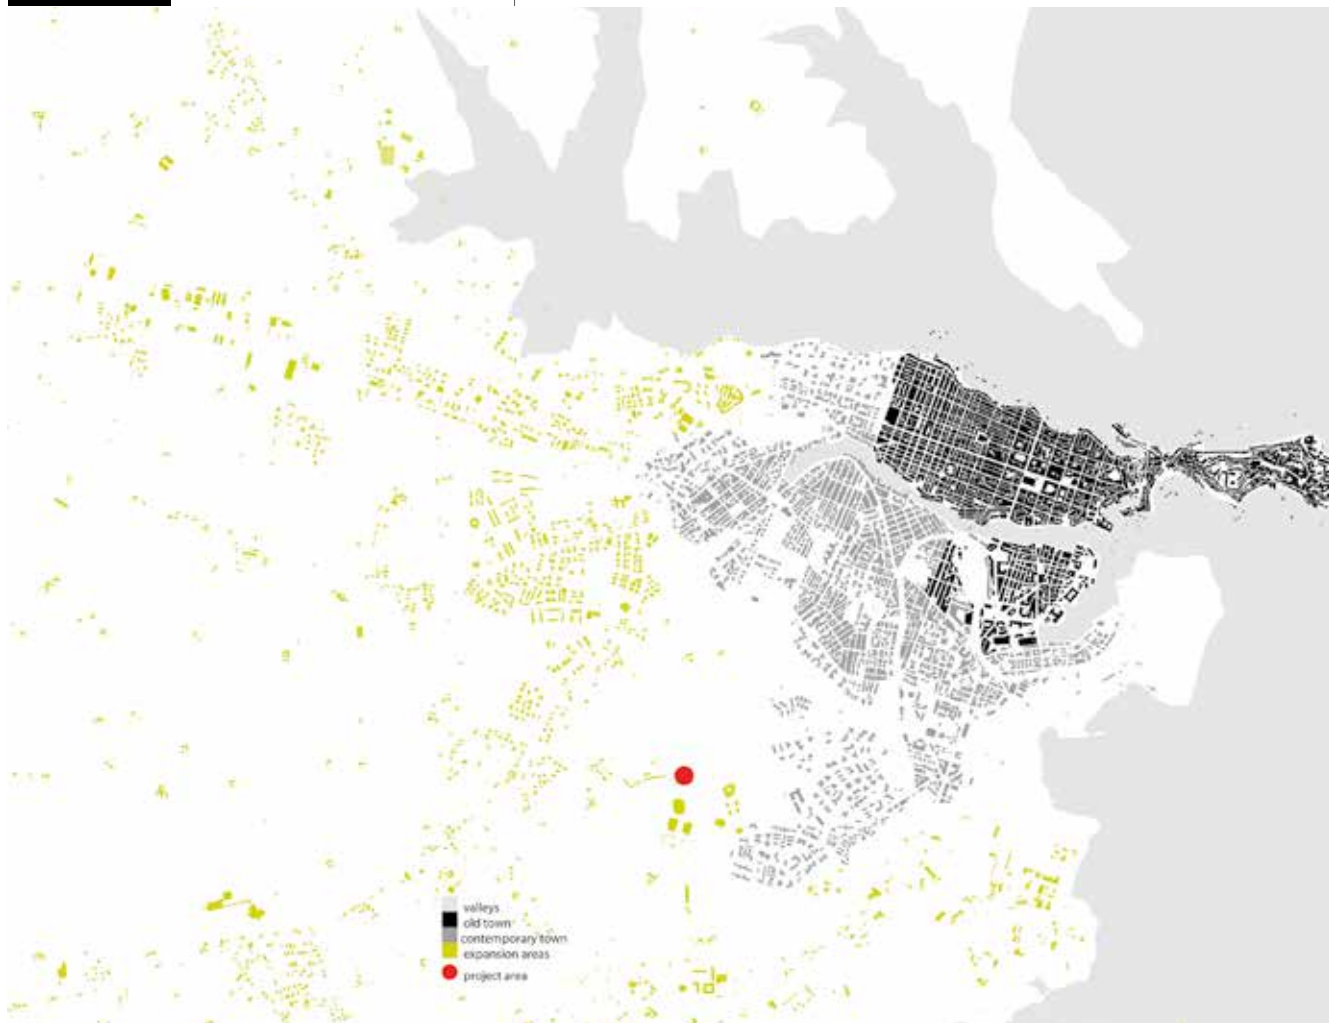 valleys
old town
contemporary town
expansion areas
project area